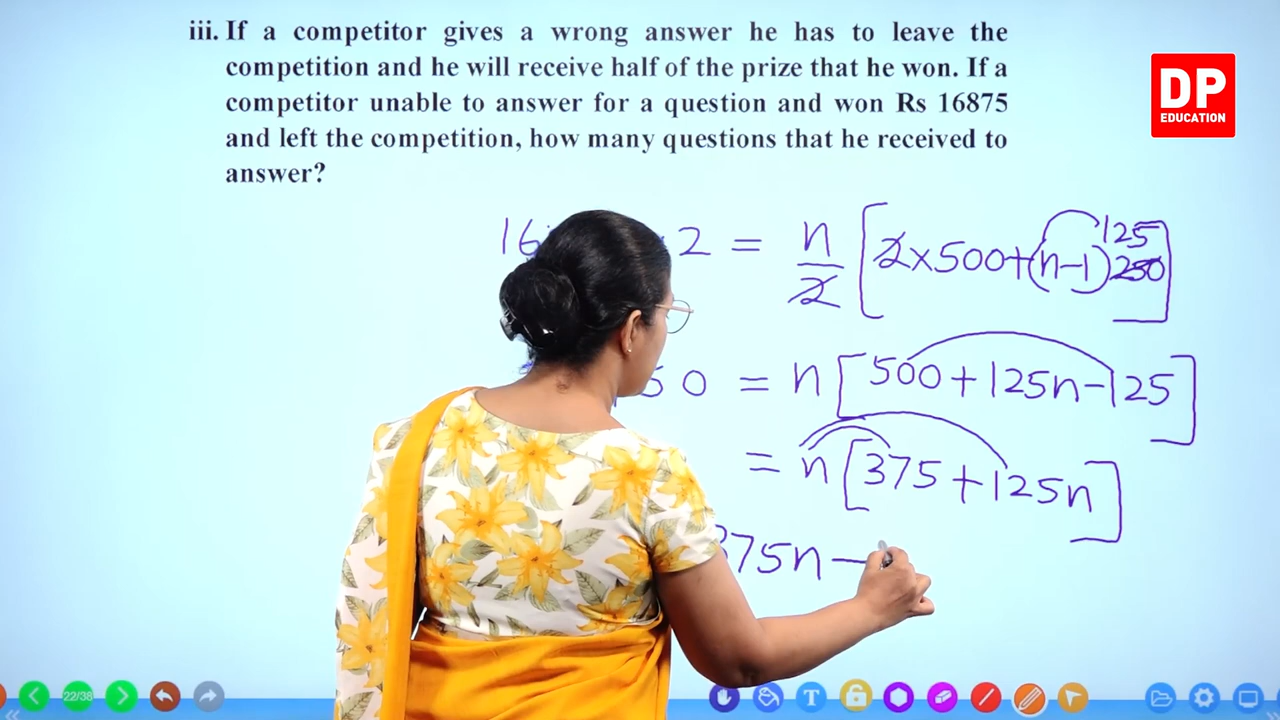 iii. If a competitor gives a wrong answer he has to leave the
competition and he will receive half of the prize that he won. If a
competitor unable to answer for a question and won Rs 16875
and left the competition, how many questions that he received to
answer?
DP
EDUCATION
16 2 = n/2 [2×500+(n-1)250]
125
50 = n[500+125n-125]
= n[375+125n]
375n -
22/38
T